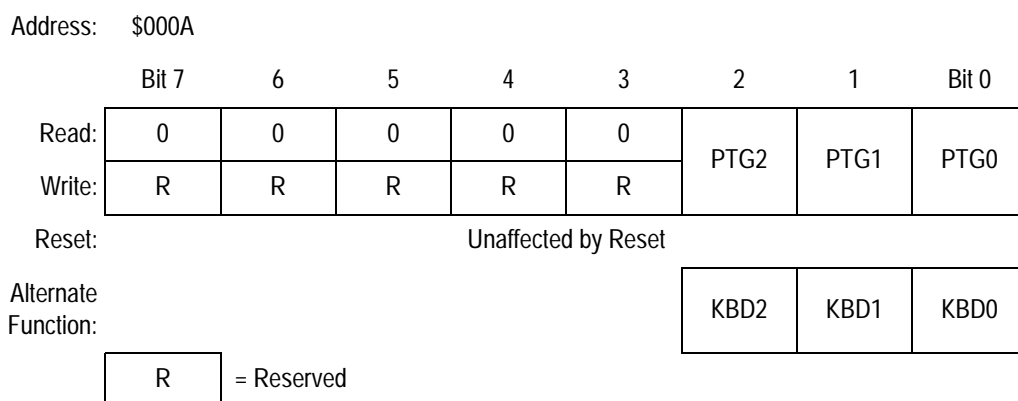 Address: $000A
Bit 7 6 5 4 3 2 1 Bit 0
Read: 0 0 0 0 0 PTG2 PTG1 PTG0
Write: R R R R R
Reset: Unaffected by Reset
Alternate
Function: KBD2 KBD1 KBD0
R = Reserved